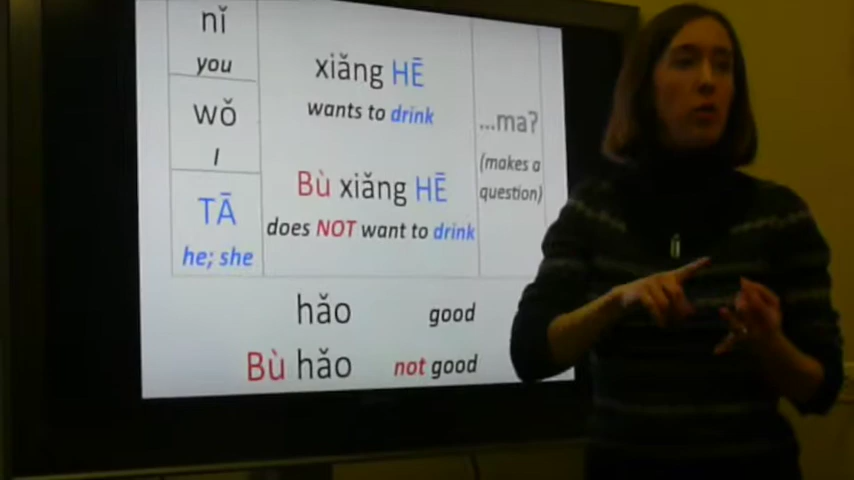 nǐ
you
wǒ
I
TĀ
he; she
xiǎng HĒ
wants to drink
Bù xiǎng HĒ
does NOT want to drink
...ma?
(makes a
question)
hǎo good
Bù hǎo not good